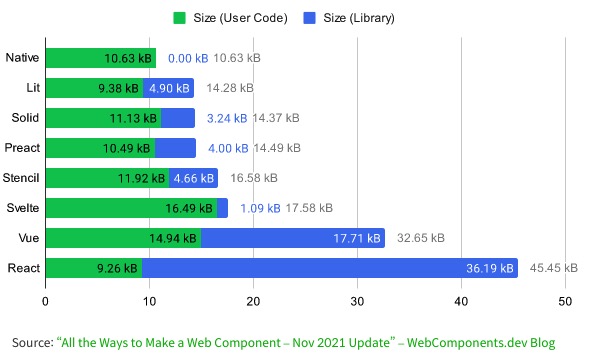 Size (User Code) Size (Library)
Native 10.63 kB 0.00 kB 10.63 kB
Lit 9.38 kB 4.90 kB 14.28 kB
Solid 11.13 kB 3.24 kB 14.37 kB
Preact 10.49 kB 4.00 kB 14.49 kB
Stencil 11.92 kB 4.66 kB 16.58 kB
Svelte 16.49 kB 1.09 kB 17.58 kB
Vue 14.94 kB 17.71 kB 32.65 kB
React 9.26 kB 36.19 kB 45.45 kB
0 10 20 30 40 50
Source: “All the Ways to Make a Web Component – Nov 2021 Update” – WebComponents.dev Blog